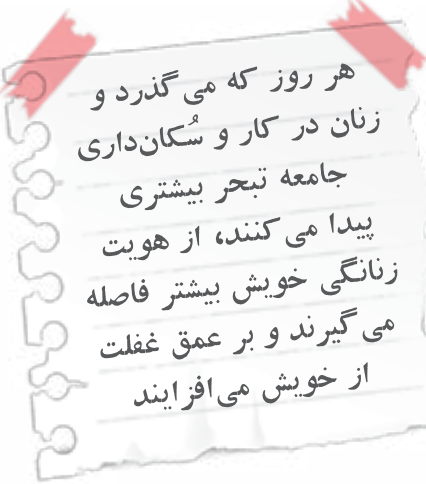 هر روز که می گذرد و
زنان در کار و سُکان‌داری
جامعه تبحر بیشتری
پیدا می کنند، از هویت
زنانگی خویش بیشتر فاصله
می گیرند و بر عمق غفلت
از خویش می‌افزایند